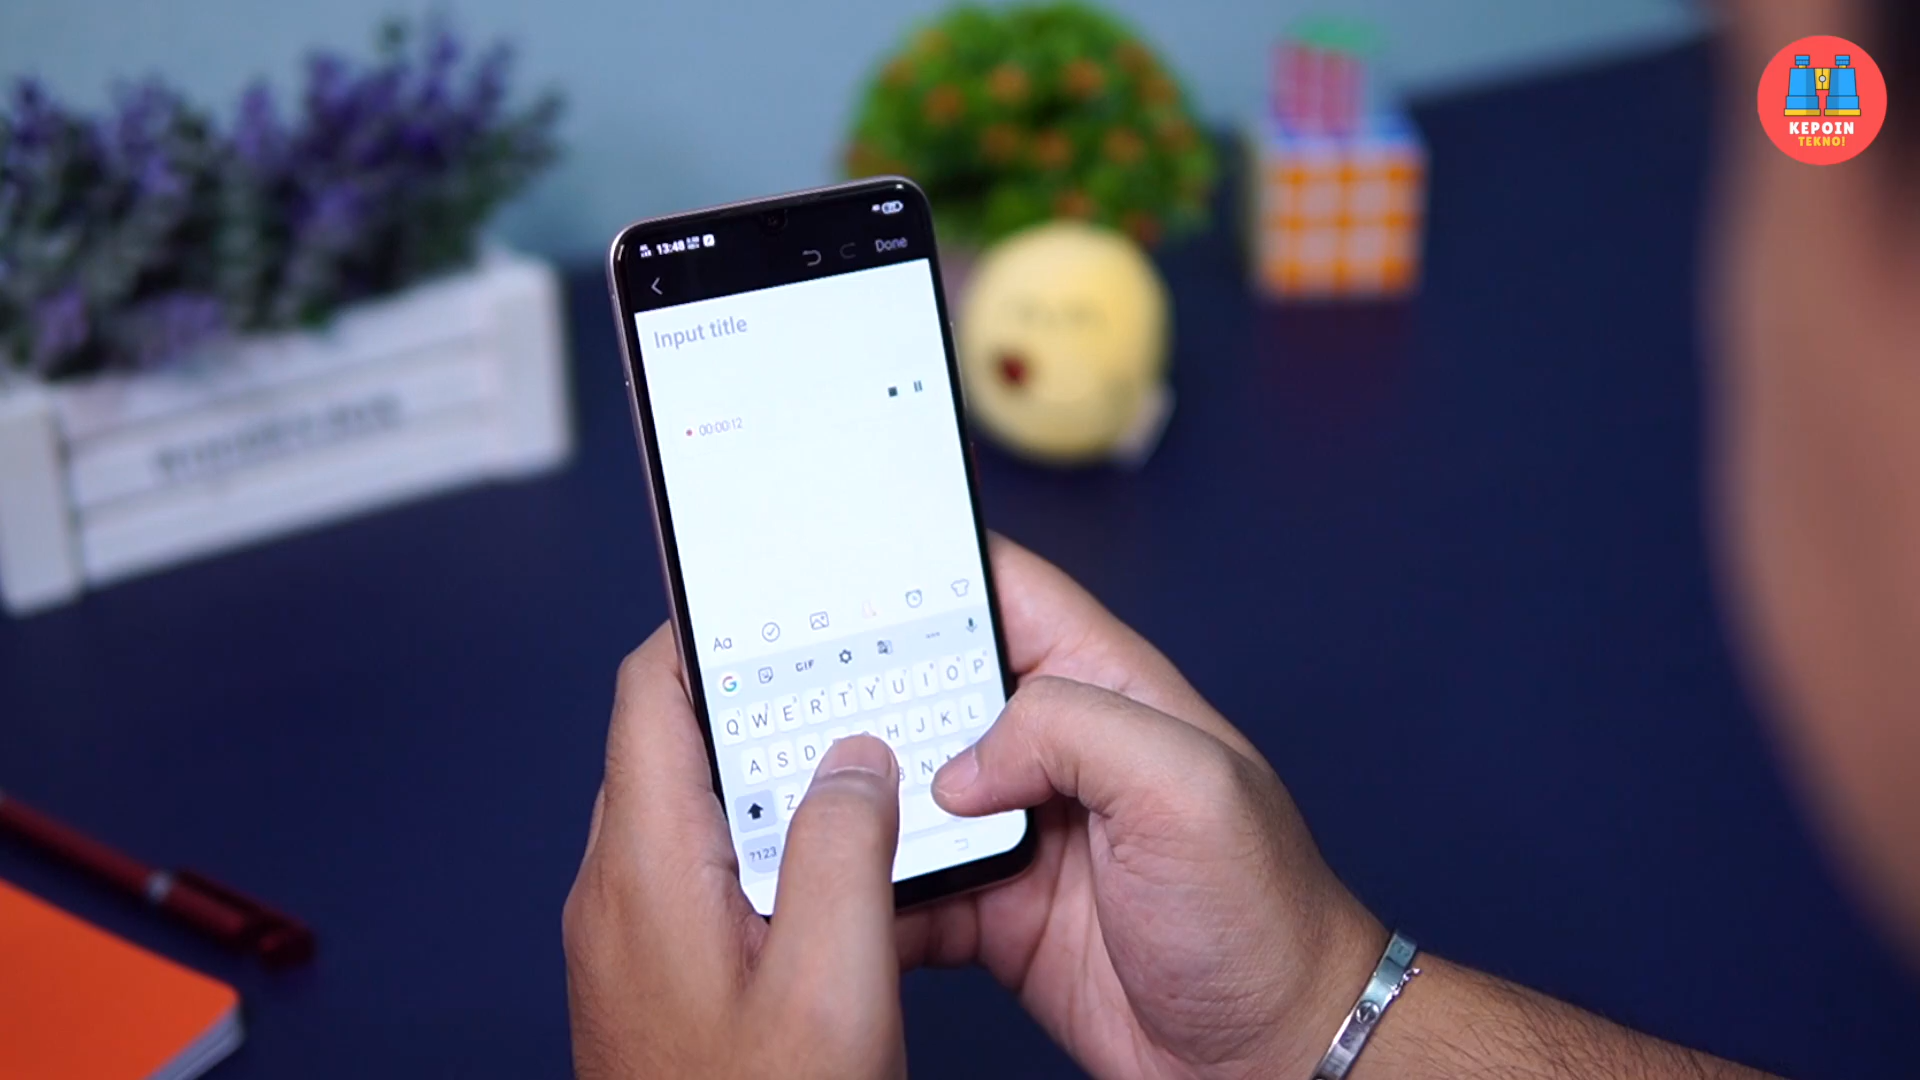 KEPOIN
TEKNO!
13:48
Done
Input title
00:00:12
Aa
GIF
Q W E R T Y U I O P
A S D H J K L
Z B N
?123